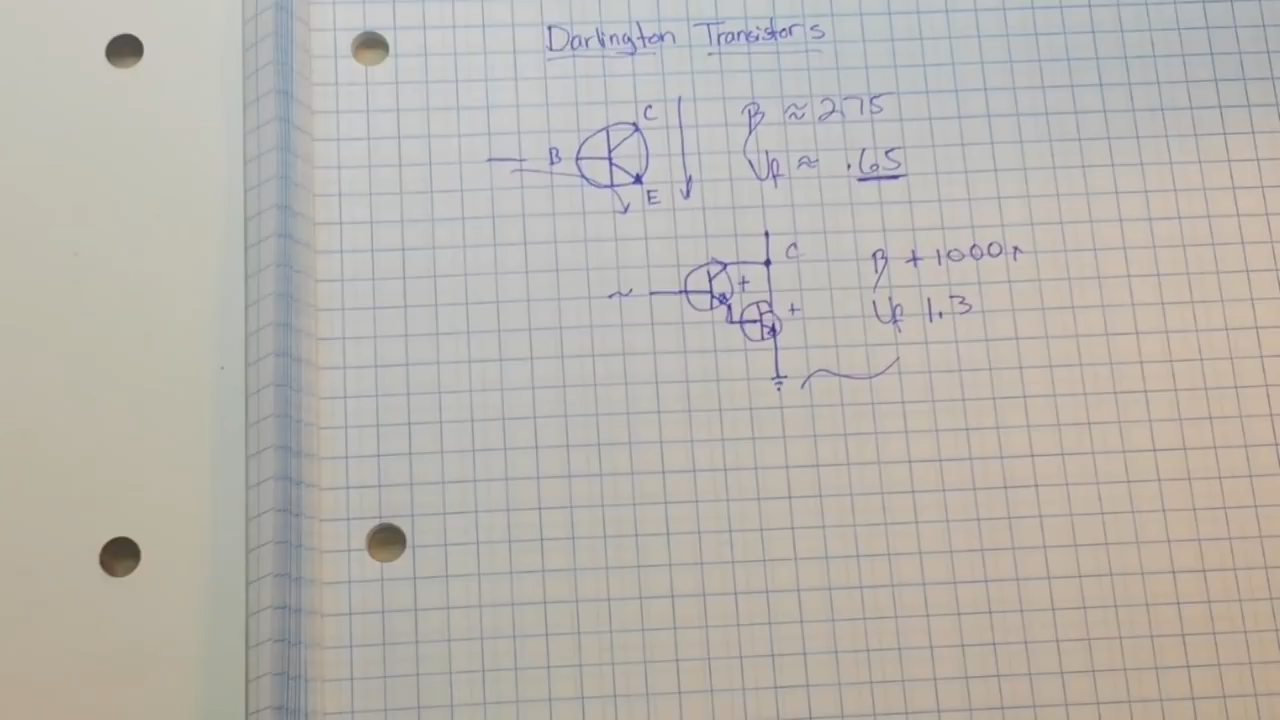 Darlington Transistors
C
B
E
B ≈ 275
Vf ≈ .65
~
C
+
+
B + 1000
Vf 1.3